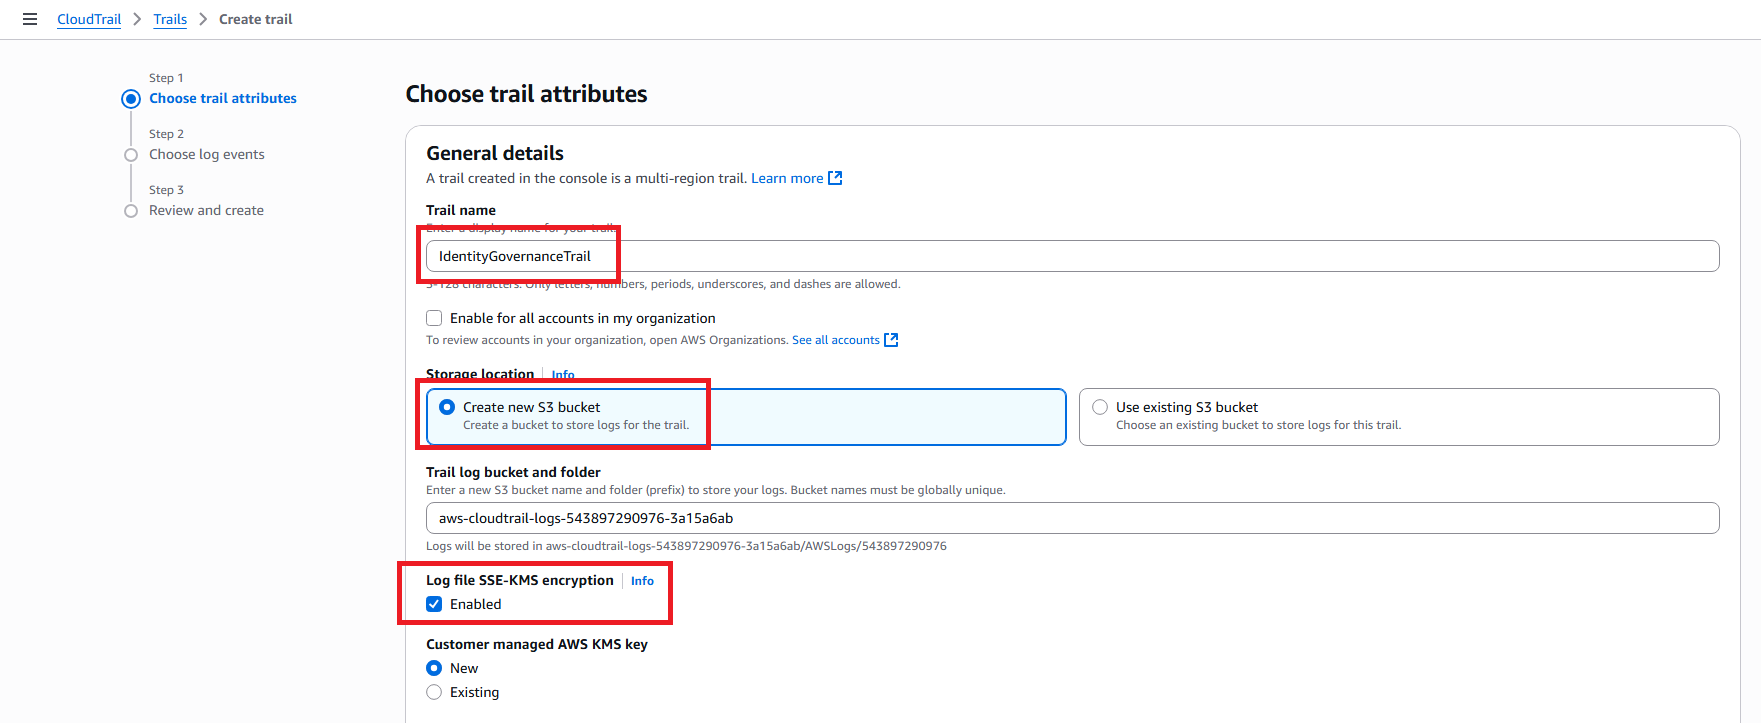 CloudTrail > Trails > Create trail
Step 1
Choose trail attributes
Step 2
Choose log events
Step 3
Review and create
Choose trail attributes
General details
A trail created in the console is a multi-region trail. Learn more
Trail name
Enter a display name for your trail.
IdentityGovernanceTrail
3-128 characters. Only letters, numbers, periods, underscores, and dashes are allowed.
Enable for all accounts in my organization
To review accounts in your organization, open AWS Organizations. See all accounts
Storage location Info
Create new S3 bucket
Create a bucket to store logs for the trail.
Use existing S3 bucket
Choose an existing bucket to store logs for this trail.
Trail log bucket and folder
Enter a new S3 bucket name and folder (prefix) to store your logs. Bucket names must be globally unique.
aws-cloudtrail-logs-543897290976-3a15a6ab
Logs will be stored in aws-cloudtrail-logs-543897290976-3a15a6ab/AWSLogs/543897290976
Log file SSE-KMS encryption Info
Enabled
Customer managed AWS KMS key
New
Existing